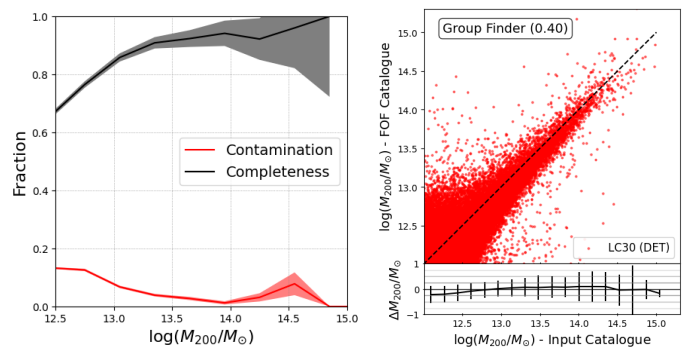 1.0
0.8
0.6
0.4
0.2
0.0
Fraction
Contamination
Completeness
12.5 13.0 13.5 14.0 14.5 15.0
log(M₂₀₀/M⊙)
Group Finder (0.40)
15.0
14.5
14.0
13.5
13.0
12.5
log(M₂₀₀/M⊙) - FOF Catalogue
LC30 (DET)
1
0
−1
ΔM₂₀₀/M⊙
12.5 13.0 13.5 14.0 14.5 15.0
log(M₂₀₀/M⊙) - Input Catalogue